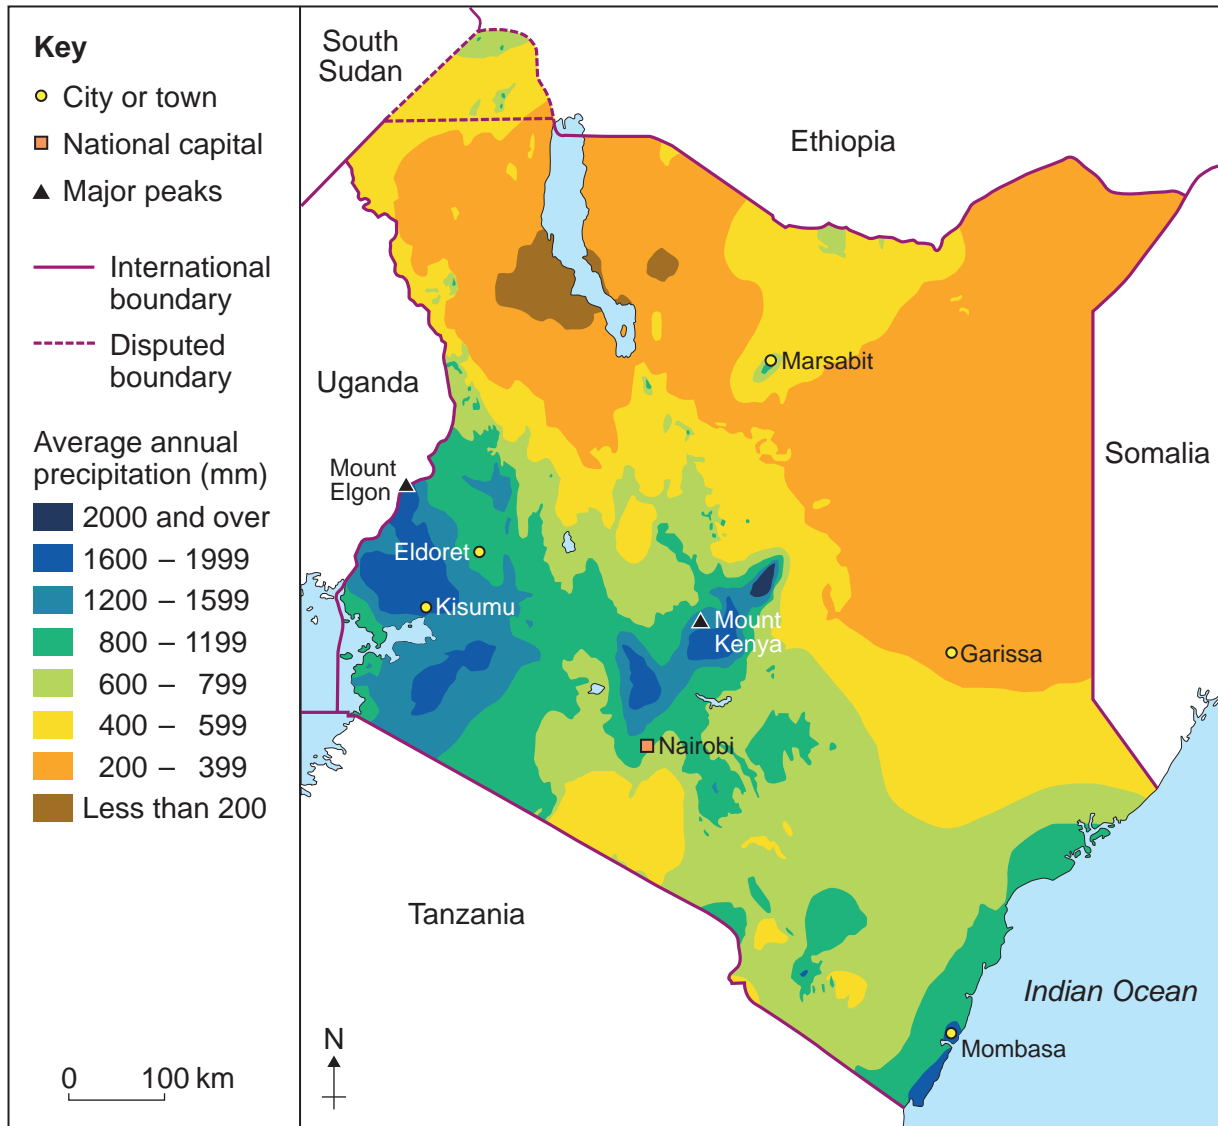 Key
City or town
National capital
Major peaks
International
boundary
Disputed
boundary
Average annual
precipitation (mm)
2000 and over
1600 – 1999
1200 – 1599
800 – 1199
600 – 799
400 – 599
200 – 399
Less than 200
0 100 km
South
Sudan
Ethiopia
Uganda
Marsabit
Somalia
Mount
Elgon
Eldoret
Kisumu
Mount
Kenya
Garissa
Nairobi
Tanzania
Indian Ocean
N
Mombasa